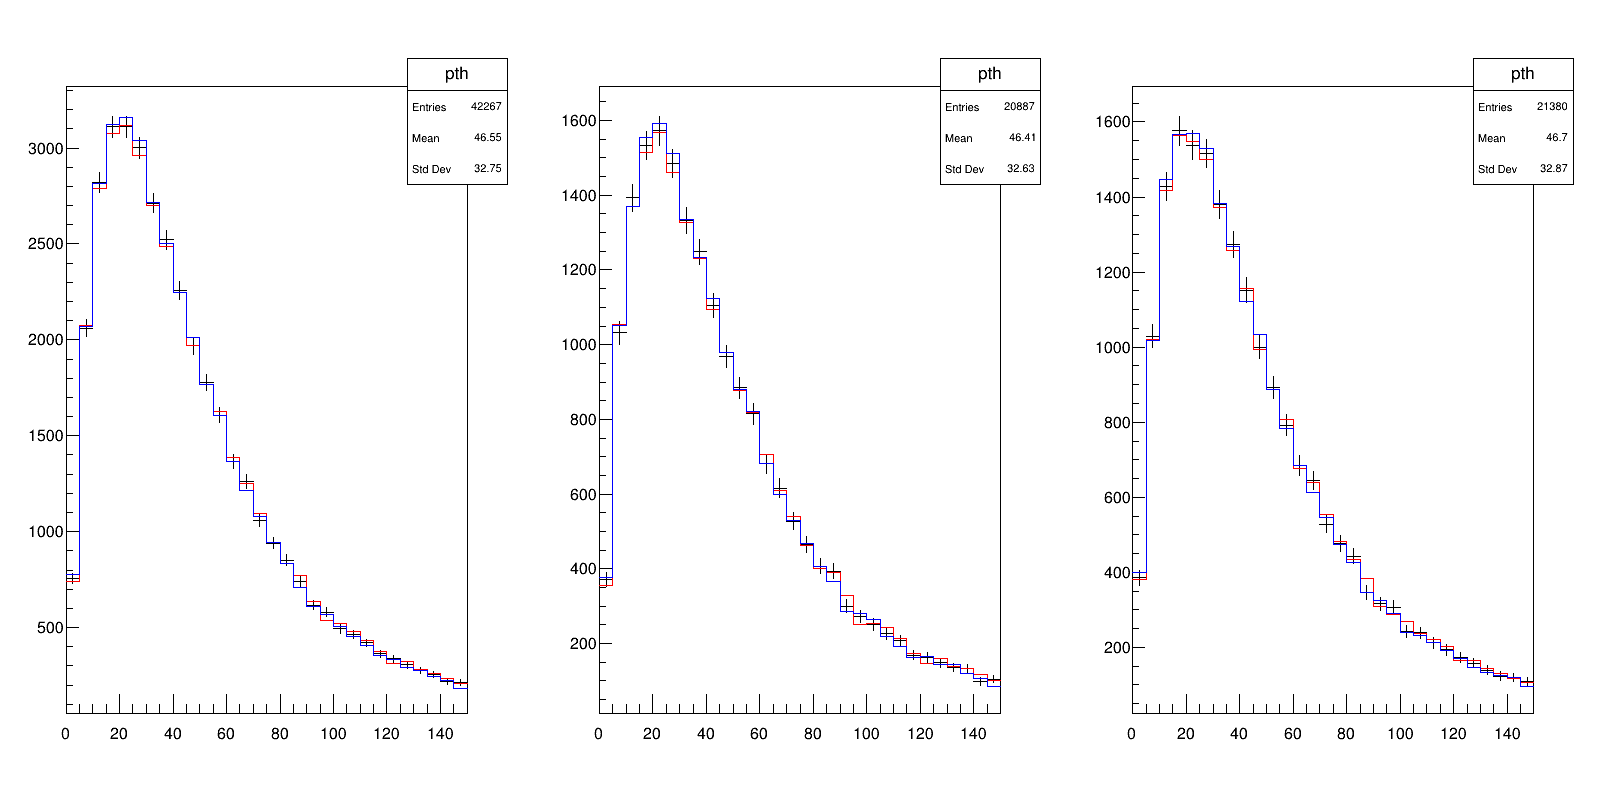 pth
Entries 42267
Mean 46.55
Std Dev 32.75
3000
2500
2000
1500
1000
500
0 20 40 60 80 100 120 140
pth
Entries 20887
Mean 46.41
Std Dev 32.63
1600
1400
1200
1000
800
600
400
200
0 20 40 60 80 100 120 140
pth
Entries 21380
Mean 46.7
Std Dev 32.87
1600
1400
1200
1000
800
600
400
200
0 20 40 60 80 100 120 140